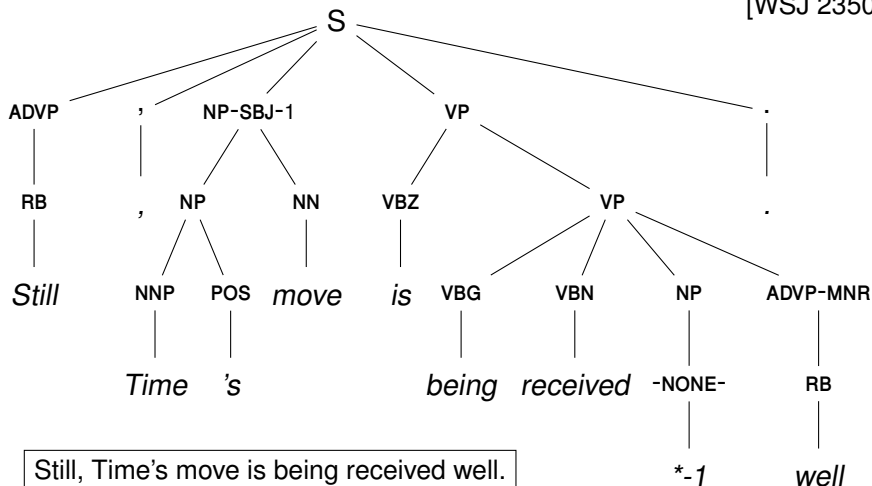 [WSJ 2350
S
ADVP , NP-SBJ-1 VP .
RB , NP NN VBZ VP .
Still NNP POS move is VBG VBN NP ADVP-MNR
Time 's being received -NONE- RB
*-1 well
Still, Time's move is being received well.